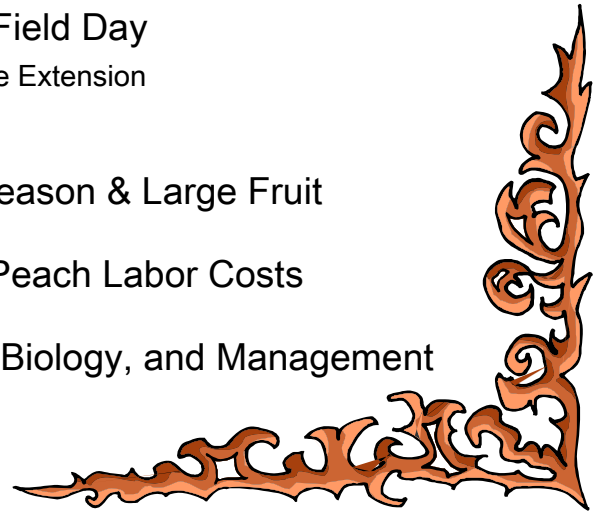 Field Day
e Extension
eason & Large Fruit
Peach Labor Costs
Biology, and Management